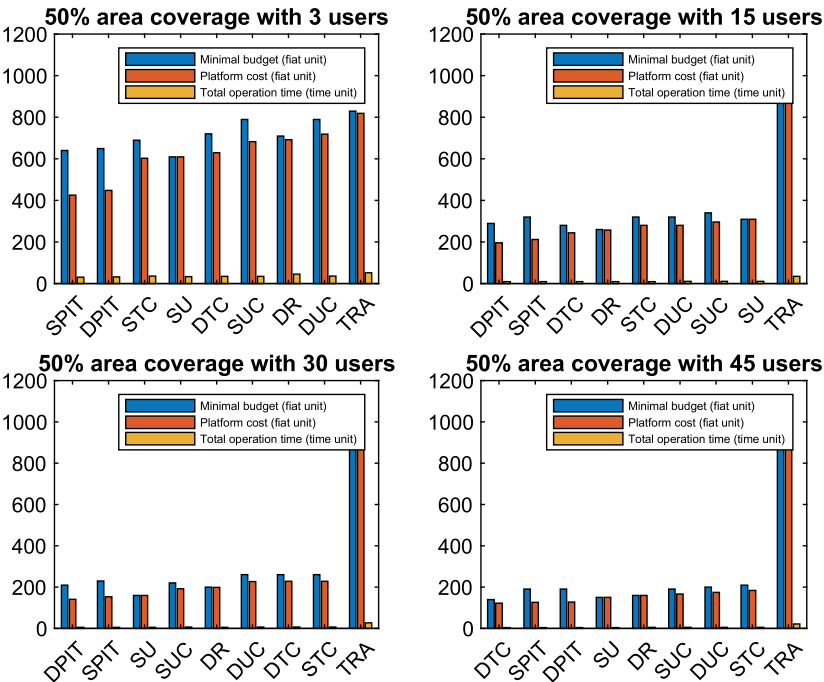 50% area coverage with 3 users
1200
1000
800
600
400
200
0
Minimal budget (fiat unit)
Platform cost (fiat unit)
Total operation time (time unit)
SPIT DPIT STC SU DTC SUC DR DUC TRA
50% area coverage with 15 users
1200
1000
800
600
400
200
0
Minimal budget (fiat unit)
Platform cost (fiat unit)
Total operation time (time unit)
DPIT SPIT DTC DR STC DUC SUC SU TRA
50% area coverage with 30 users
1200
1000
800
600
400
200
0
Minimal budget (fiat unit)
Platform cost (fiat unit)
Total operation time (time unit)
DPIT SPIT SU SUC DR DUC DTC STC TRA
50% area coverage with 45 users
1200
1000
800
600
400
200
0
Minimal budget (fiat unit)
Platform cost (fiat unit)
Total operation time (time unit)
DTC SPIT DPIT SU DR SUC DUC STC TRA